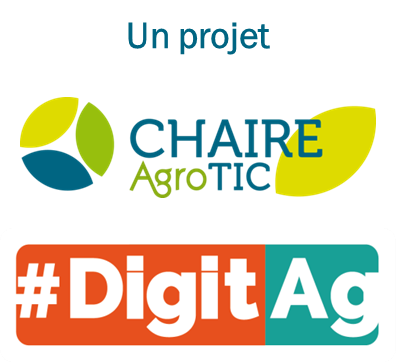 Un projet
CHAIRE
AgroTIC
#DigitAg